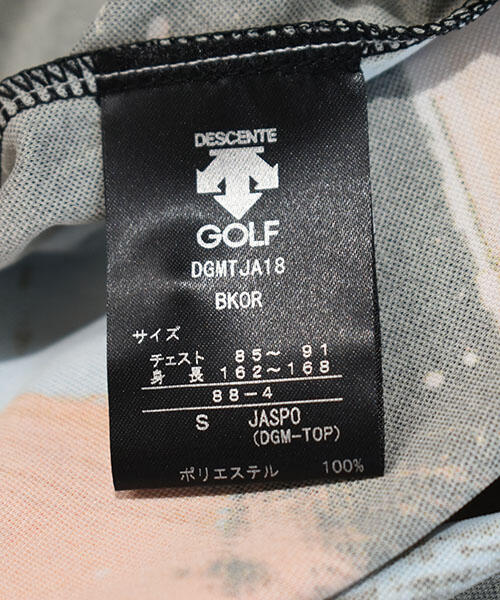 DESCENTE
GOLF
DGMTJA18
BKOR
サイズ
チェスト 85～ 91
身 長 162～168
88-4
S JASPO
(DGM-TOP)
ポリエステル 100%